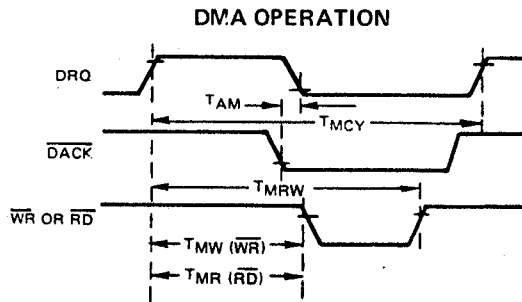 DMA OPERATION
DRQ
TAM
TMCY
DACK
TMRW
WR OR RD
TMW (WR)
TMR (RD)